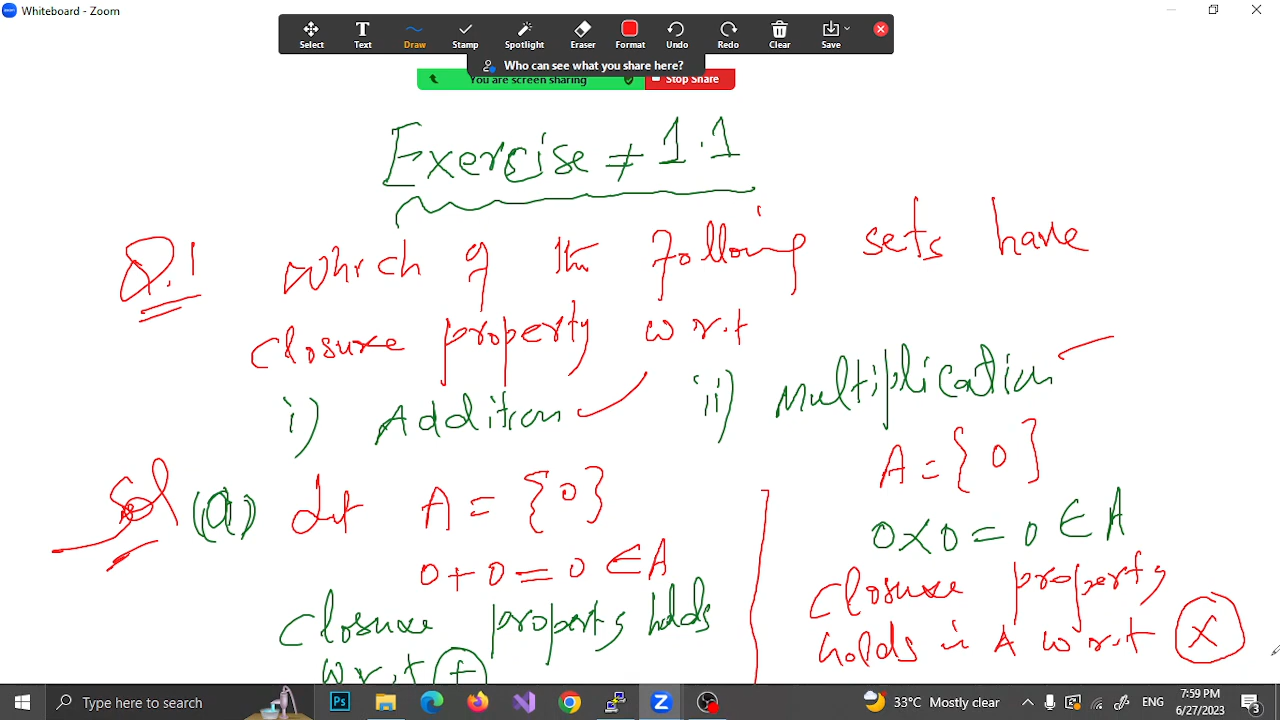 Whiteboard - Zoom
Select Text Draw Stamp Spotlight Eraser Format Undo Redo Clear Save
Who can see what you share here?
You are screen sharing Stop Share
Exercise # 1.1
Q.1 Which of the following sets have
closure property w.r.t
i) Addition ii) Multiplication
Sol (a) Let A = {0}
0+0=0 ∈ A
Closure property holds
w.r.t +
A = {0}
0×0=0 ∈ A
Closure property
holds in A w.r.t ×
Type here to search
33°C Mostly clear
ENG
7:59 PM
6/27/2023
3